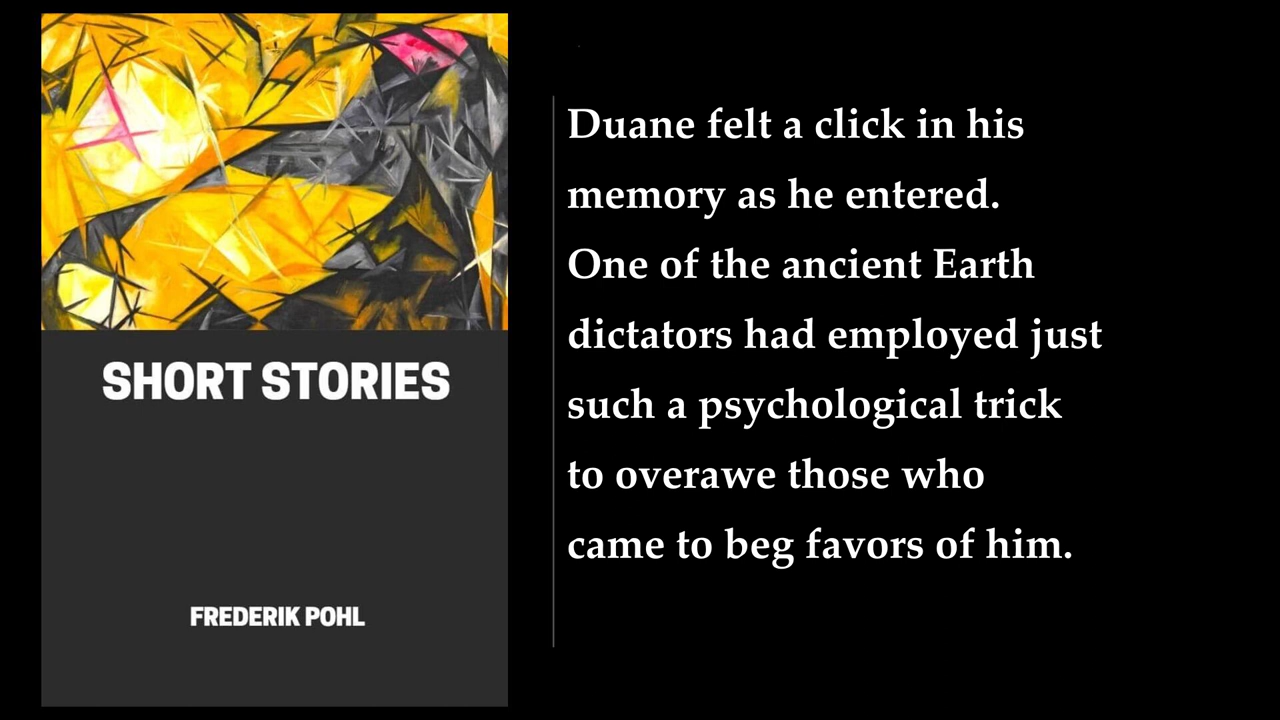 SHORT STORIES
FREDERIK POHL
Duane felt a click in his
memory as he entered.
One of the ancient Earth
dictators had employed just
such a psychological trick
to overawe those who
came to beg favors of him.